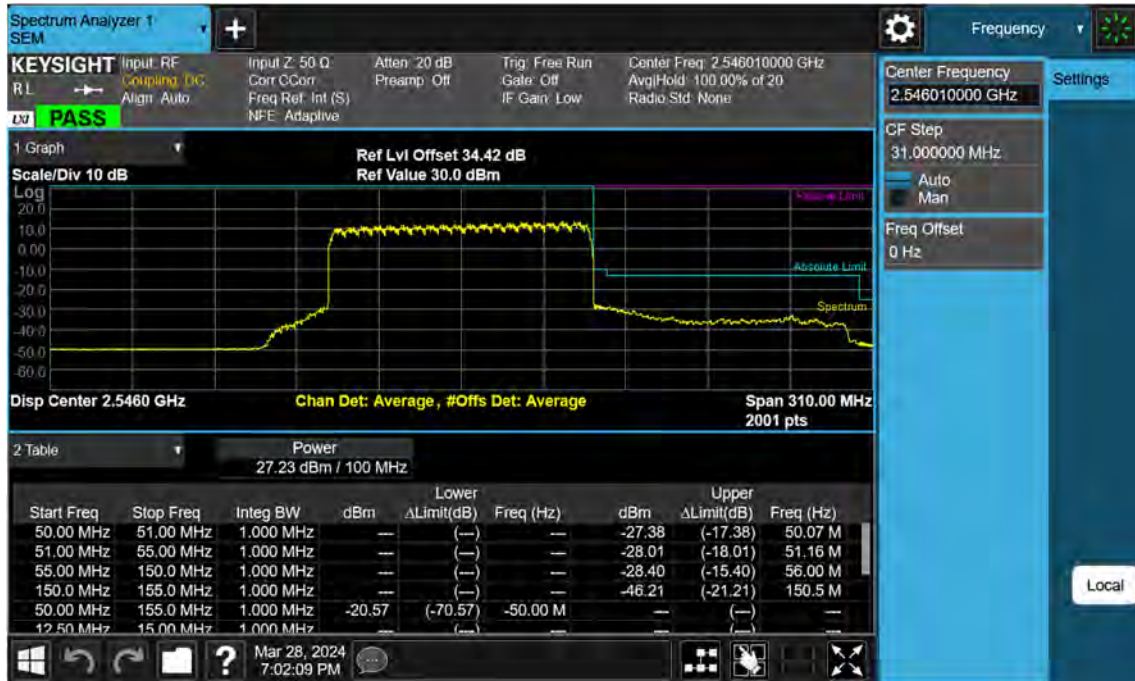 Spectrum Analyzer 1
SEM
Frequency
KEYSIGHT
RL
LXI
PASS
Input: RF
Coupling: DC
Align: Auto
Input Z: 50 Ω
Corr CCorr
Freq Ref: Int (S)
NFE: Adaptive
Atten: 20 dB
Preamp: Off
Trig: Free Run
Gate: Off
IF Gain: Low
Center Freq: 2.546010000 GHz
Avg|Hold: 100.00% of 20
Radio Std: None
Center Frequency
2.546010000 GHz
Settings
CF Step
31.000000 MHz
Auto
Man
Freq Offset
0 Hz
Local
1 Graph
Scale/Div 10 dB
Ref Lvl Offset 34.42 dB
Ref Value 30.0 dBm
Log
20.0
10.0
0.00
-10.0
-20.0
-30.0
-40.0
-50.0
-60.0
Relative Limit
Absolute Limit
Spectrum
Disp Center 2.5460 GHz
Chan Det: Average, #Offs Det: Average
Span 310.00 MHz
2001 pts
2 Table
Power
27.23 dBm / 100 MHz
Lower Upper
Start Freq Stop Freq Integ BW dBm ΔLimit(dB) Freq (Hz) dBm ΔLimit(dB) Freq (Hz)
50.00 MHz 51.00 MHz 1.000 MHz --- (---) --- -27.38 (-17.38) 50.07 M
51.00 MHz 55.00 MHz 1.000 MHz --- (---) --- -28.01 (-18.01) 51.16 M
55.00 MHz 150.0 MHz 1.000 MHz --- (---) --- -28.40 (-15.40) 56.00 M
150.0 MHz 155.0 MHz 1.000 MHz --- (---) --- -46.21 (-21.21) 150.5 M
50.00 MHz 155.0 MHz 1.000 MHz -20.57 (-70.57) -50.00 M --- (---) ---
12.50 MHz 15.00 MHz 1.000 MHz --- (---) --- --- (---) ---
?
Mar 28, 2024
7:02:09 PM